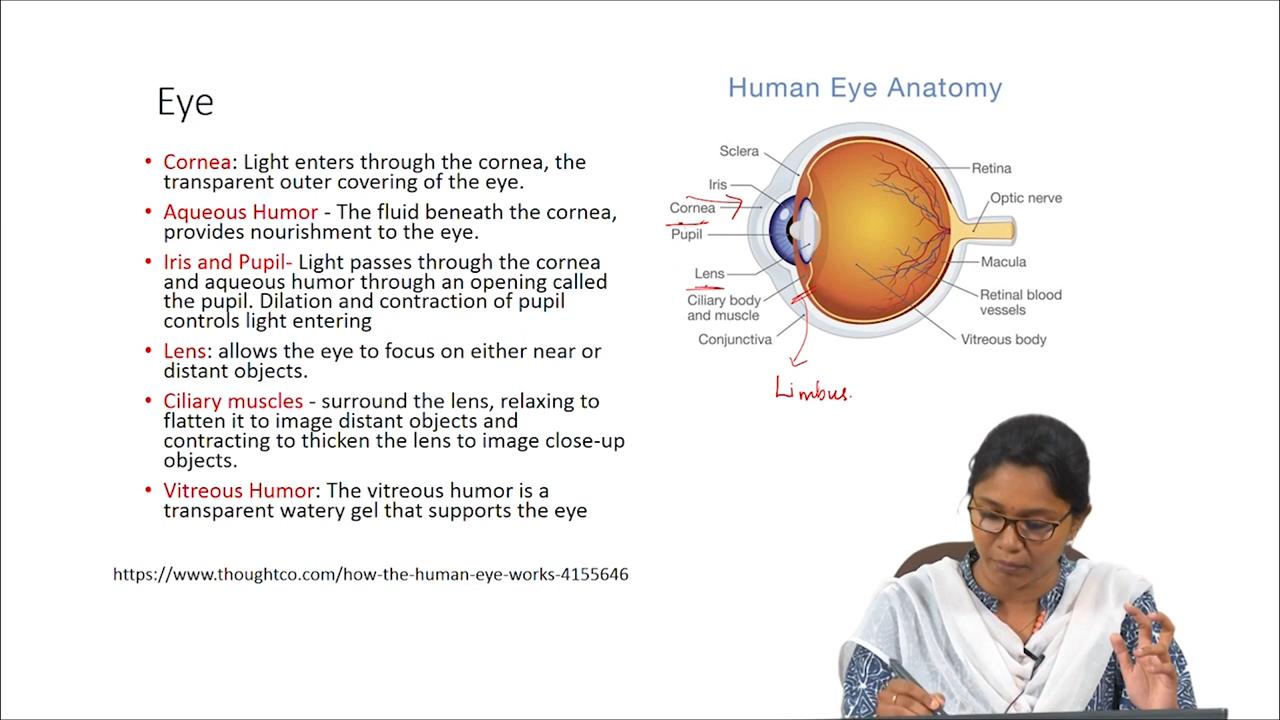 Eye
• Cornea: Light enters through the cornea, the
transparent outer covering of the eye.
• Aqueous Humor - The fluid beneath the cornea,
provides nourishment to the eye.
• Iris and Pupil- Light passes through the cornea
and aqueous humor through an opening called
the pupil. Dilation and contraction of pupil
controls light entering
• Lens: allows the eye to focus on either near or
distant objects.
• Ciliary muscles - surround the lens, relaxing to
flatten it to image distant objects and
contracting to thicken the lens to image close-up
objects.
• Vitreous Humor: The vitreous humor is a
transparent watery gel that supports the eye
https://www.thoughtco.com/how-the-human-eye-works-4155646
Human Eye Anatomy
Sclera
Iris
Cornea
Pupil
Lens
Ciliary body
and muscle
Conjunctiva
Retina
Optic nerve
Macula
Retinal blood
vessels
Vitreous body
Limbus.